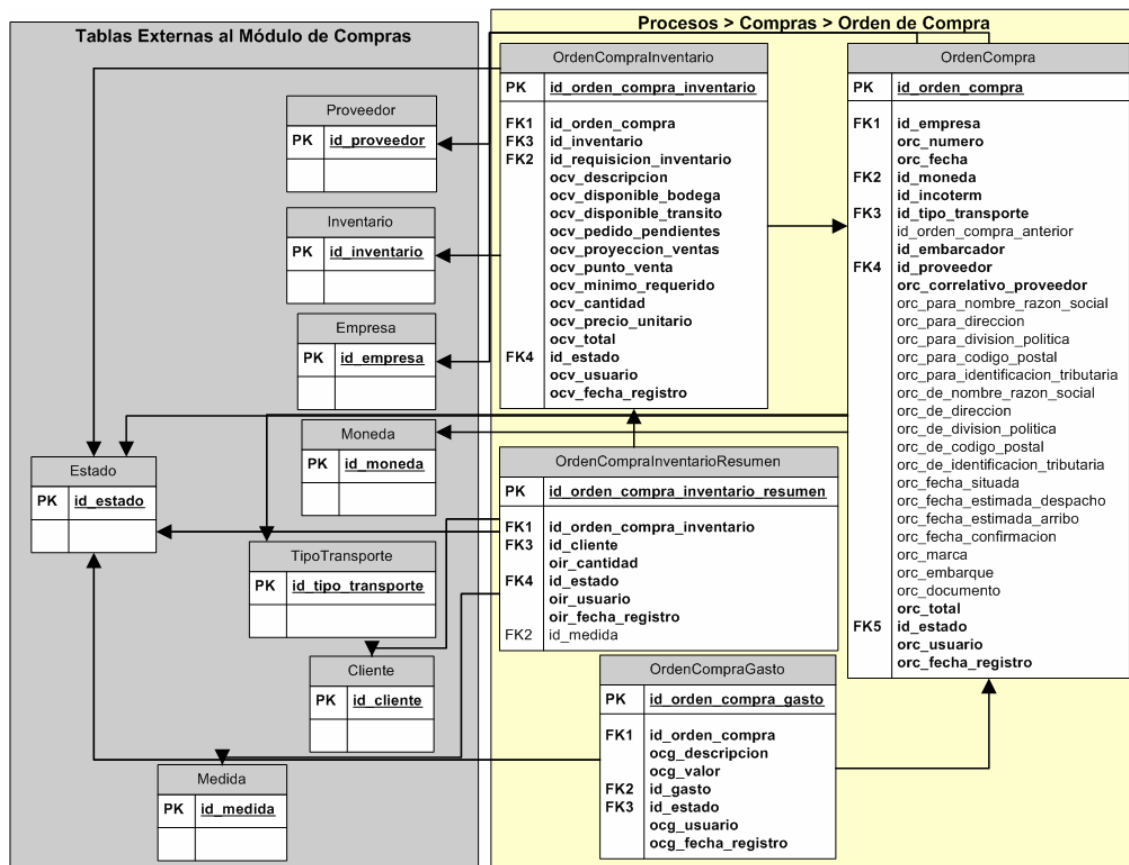 Tablas Externas al Módulo de Compras
Procesos > Compras > Orden de Compra
Proveedor
PK id_proveedor
Inventario
PK id_inventario
Empresa
PK id_empresa
Moneda
PK id_moneda
Estado
PK id_estado
TipoTransporte
PK id_tipo_transporte
Cliente
PK id_cliente
Medida
PK id_medida
OrdenCompraInventario
PK id_orden_compra_inventario
FK1 id_orden_compra
FK3 id_inventario
FK2 id_requisicion_inventario
ocv_descripcion
ocv_disponible_bodega
ocv_disponible_transito
ocv_pedido_pendientes
ocv_proyeccion_ventas
ocv_punto_venta
ocv_minimo_requerido
ocv_cantidad
ocv_precio_unitario
ocv_total
FK4 id_estado
ocv_usuario
ocv_fecha_registro
OrdenCompraInventarioResumen
PK id_orden_compra_inventario_resumen
FK1 id_orden_compra_inventario
FK3 id_cliente
oir_cantidad
FK4 id_estado
oir_usuario
oir_fecha_registro
FK2 id_medida
OrdenCompraGasto
PK id_orden_compra_gasto
FK1 id_orden_compra
ocg_descripcion
ocg_valor
FK2 id_gasto
FK3 id_estado
ocg_usuario
ocg_fecha_registro
OrdenCompra
PK id_orden_compra
FK1 id_empresa
orc_numero
orc_fecha
FK2 id_moneda
id_incoterm
FK3 id_tipo_transporte
id_orden_compra_anterior
id_embarcador
FK4 id_proveedor
orc_correlativo_proveedor
orc_para_nombre_razon_social
orc_para_direccion
orc_para_division_politica
orc_para_codigo_postal
orc_para_identificacion_tributaria
orc_de_nombre_razon_social
orc_de_direccion
orc_de_division_politica
orc_de_codigo_postal
orc_de_identificacion_tributaria
orc_fecha_situada
orc_fecha_estimada_despacho
orc_fecha_estimada_arribo
orc_fecha_confirmacion
orc_marca
orc_embarque
orc_documento
orc_total
FK5 id_estado
orc_usuario
orc_fecha_registro